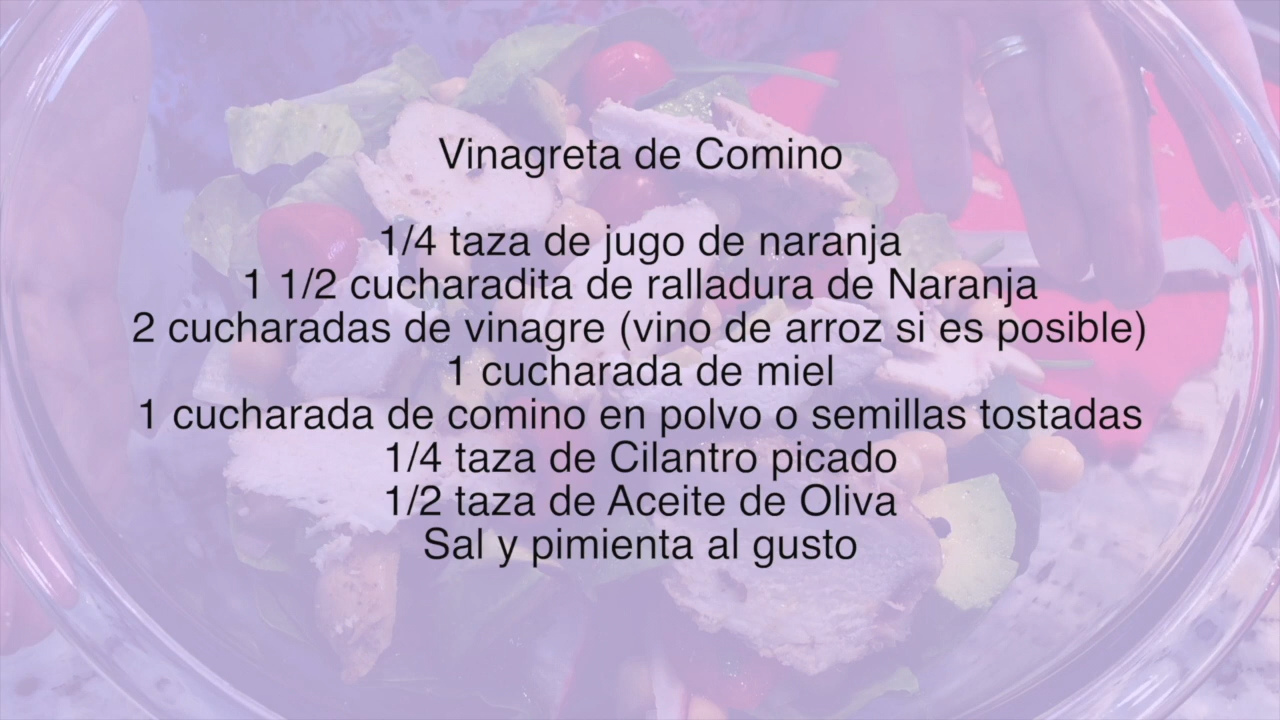 Vinagreta de Comino
1/4 taza de jugo de naranja
1 1/2 cucharadita de ralladura de Naranja
2 cucharadas de vinagre (vino de arroz si es posible)
1 cucharada de miel
1 cucharada de comino en polvo o semillas tostadas
1/4 taza de Cilantro picado
1/2 taza de Aceite de Oliva
Sal y pimienta al gusto